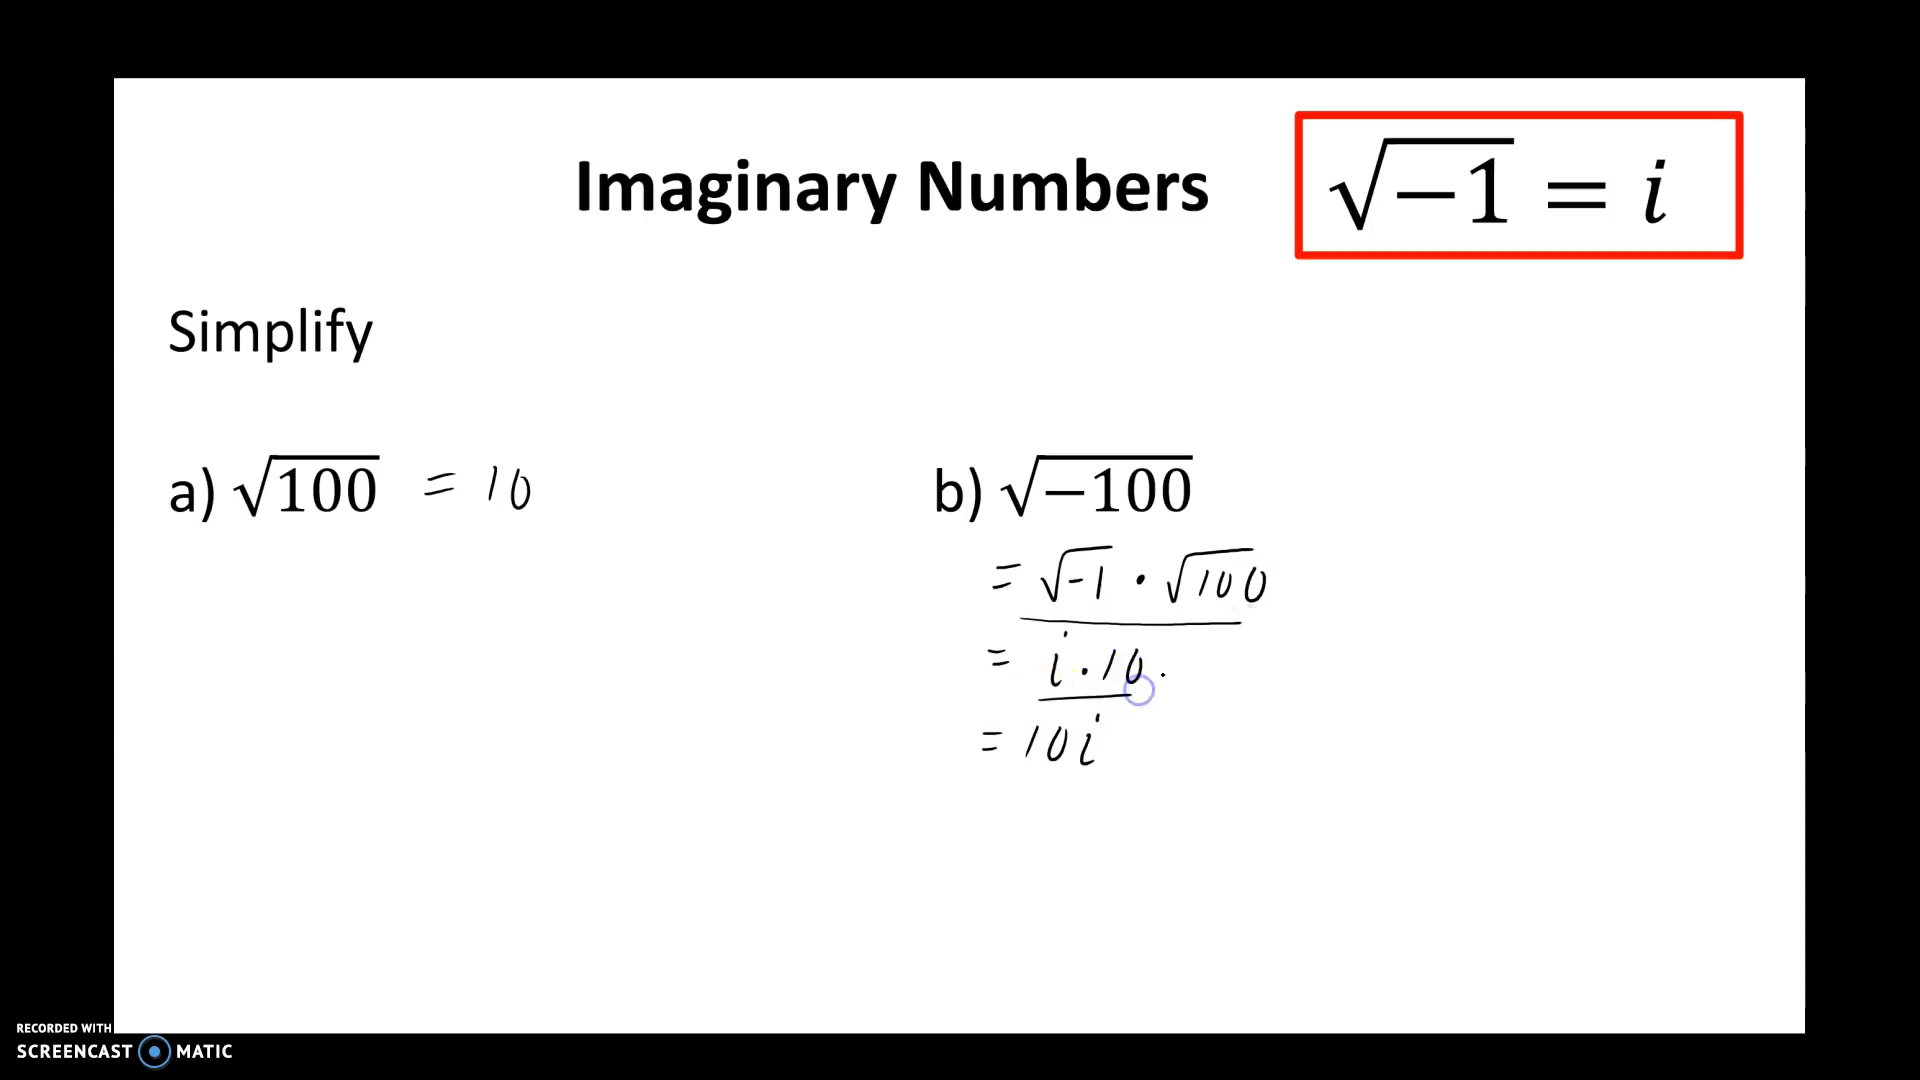 Imaginary Numbers
√−1 = i
Simplify
a) √100 = 10
b) √−100
= √-1 · √100
= i · 10
= 10i
RECORDED WITH
SCREENCAST MATIC